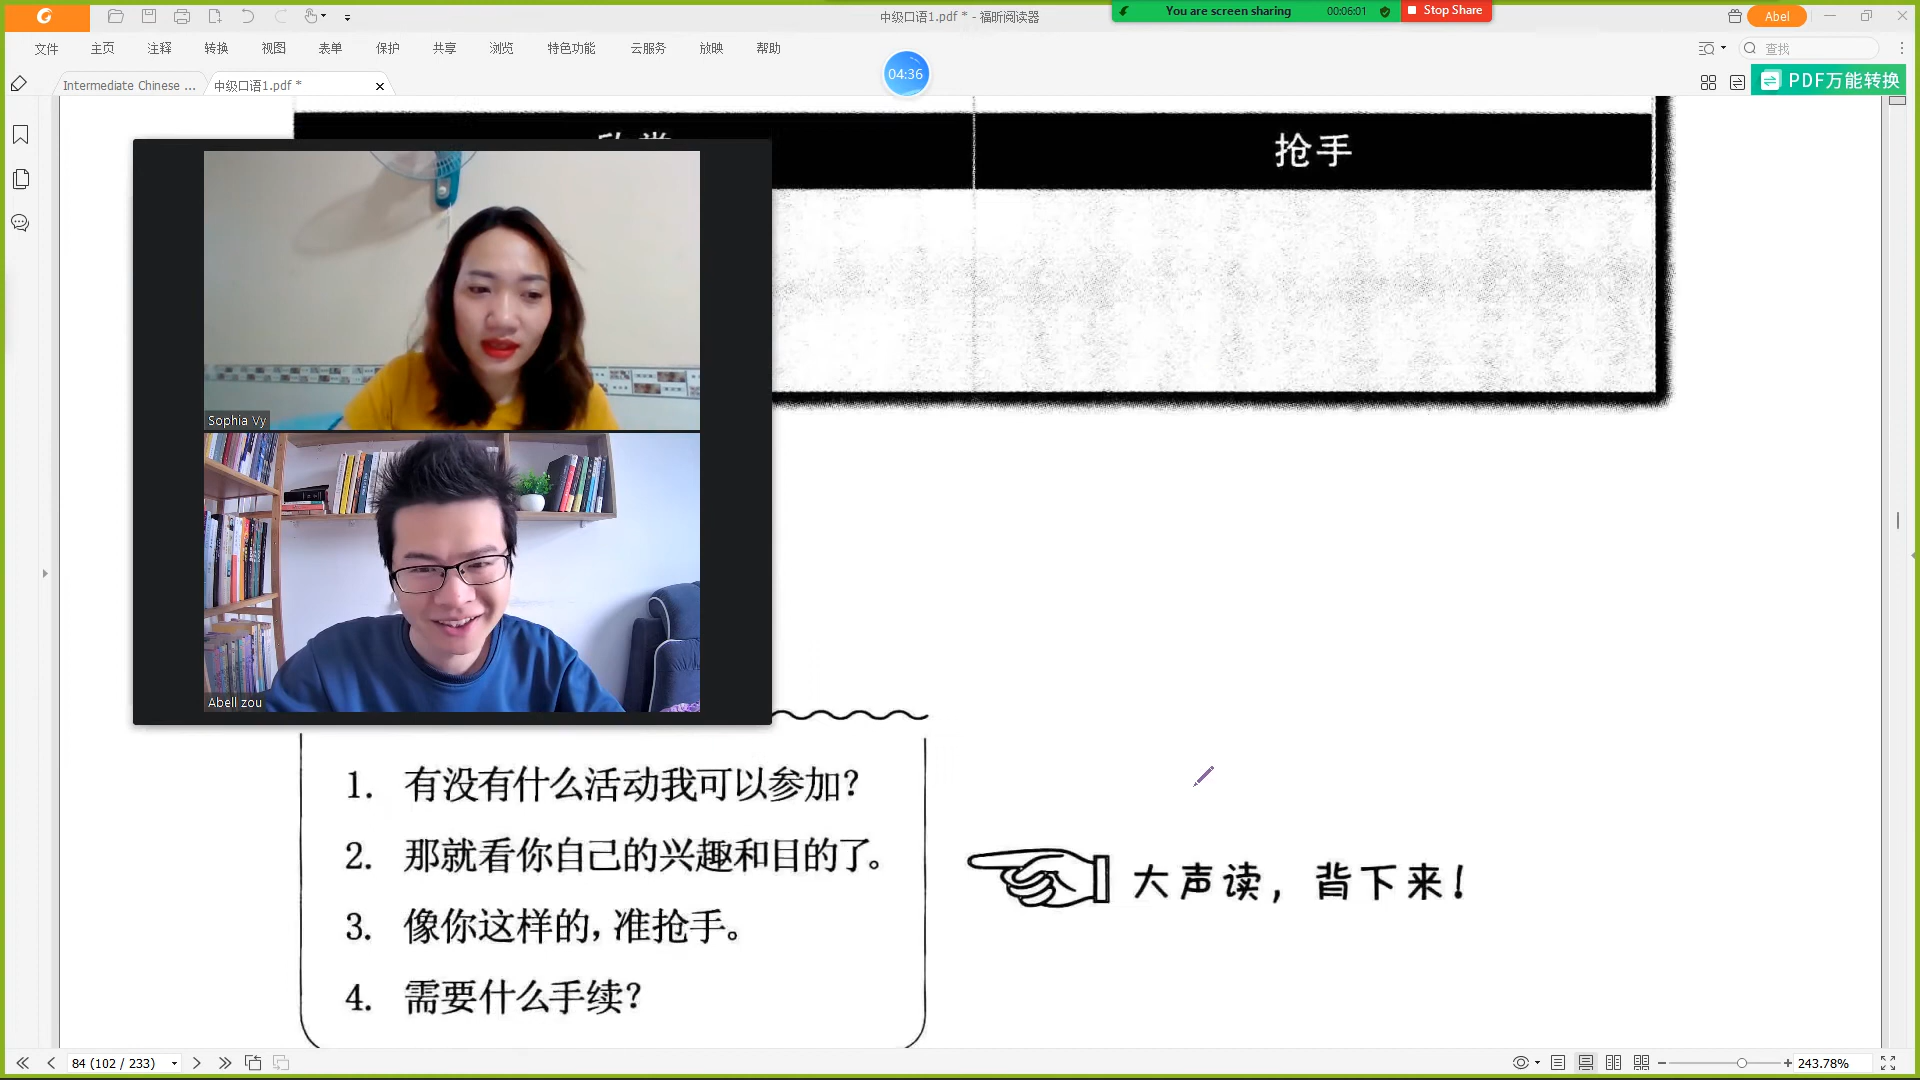 中级口语1.pdf * - 福昕阅读器
You are screen sharing 00:06:01 Stop Share
Abel
文件 主页 注释 转换 视图 表单 保护 共享 浏览 特色功能 云服务 放映 帮助
查找
04:36
Intermediate Chinese ... 中级口语1.pdf *
PDF万能转换
抢手
Sophia Vy
Abell zou
1. 有没有什么活动我可以参加?
2. 那就看你自己的兴趣和目的了。
3. 像你这样的,准抢手。
4. 需要什么手续?
大声读,背下来!
84 (102 / 233)
243.78%